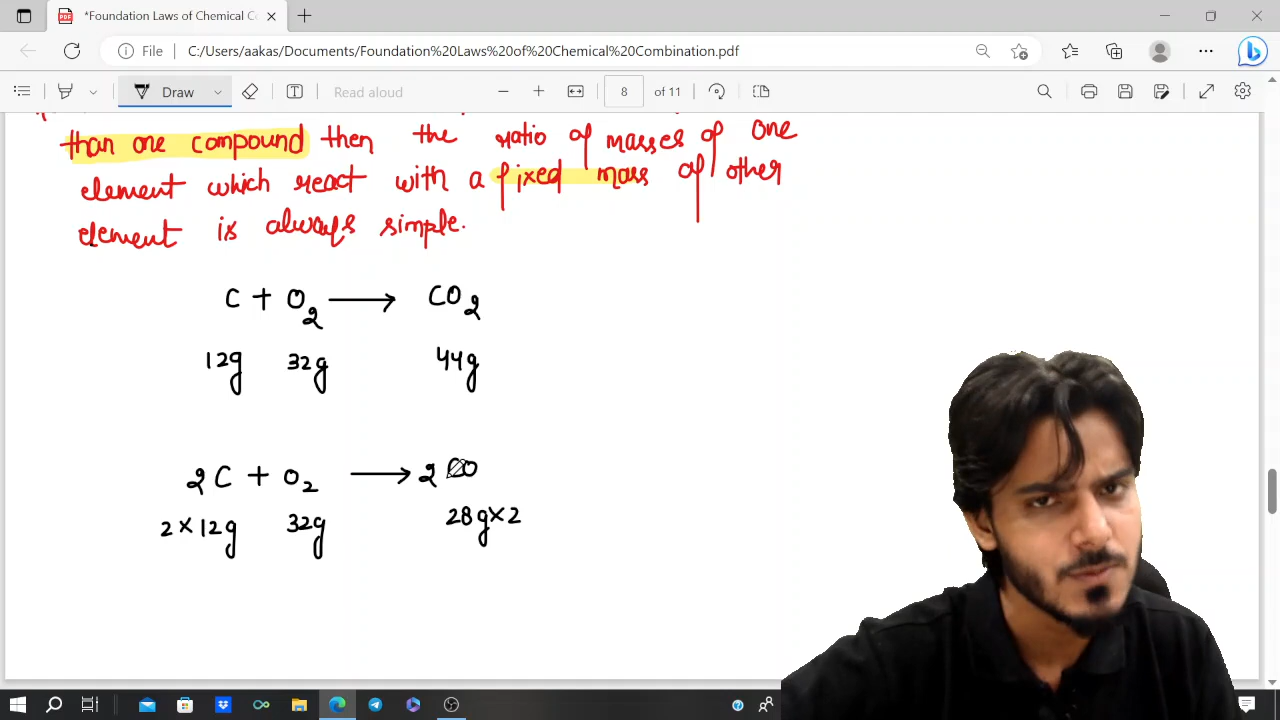 *Foundation Laws of Chemical C
File
C:/Users/aakas/Documents/Foundation%20Laws%20of%20Chemical%20Combination.pdf
Draw
Read aloud
8
of 11
than one compound then the ratio of masses of one
element which react with a fixed mass of other
element is always simple.
C + O2 ⟶ CO2
12g 32g 44g
2C + O2 ⟶ 2CO
2 × 12g 32g 28g×2